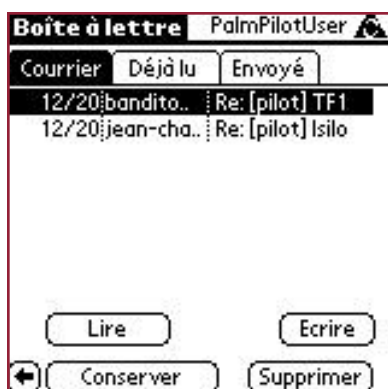 Boîte à lettre PalmPilotUser
Courrier Déjà lu Envoyé
12/20 bandito.. Re: [pilot] TF1
12/20 jean-cha.. Re: [pilot] Isilo
Lire Ecrire
Conserver Supprimer